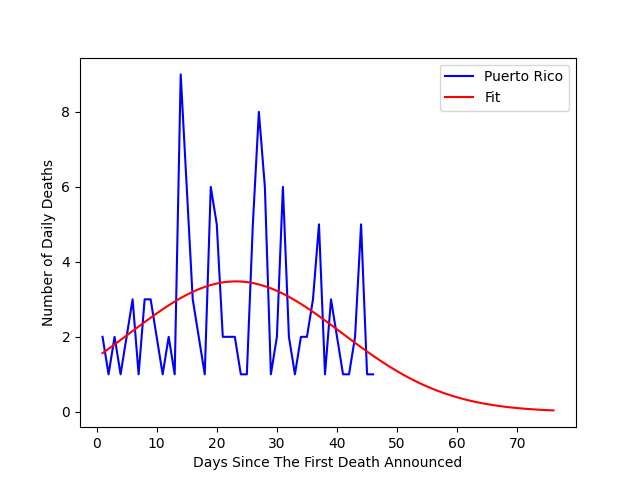 Puerto Rico
Fit
Number of Daily Deaths
8
6
4
2
0
0 10 20 30 40 50 60 70
Days Since The First Death Announced